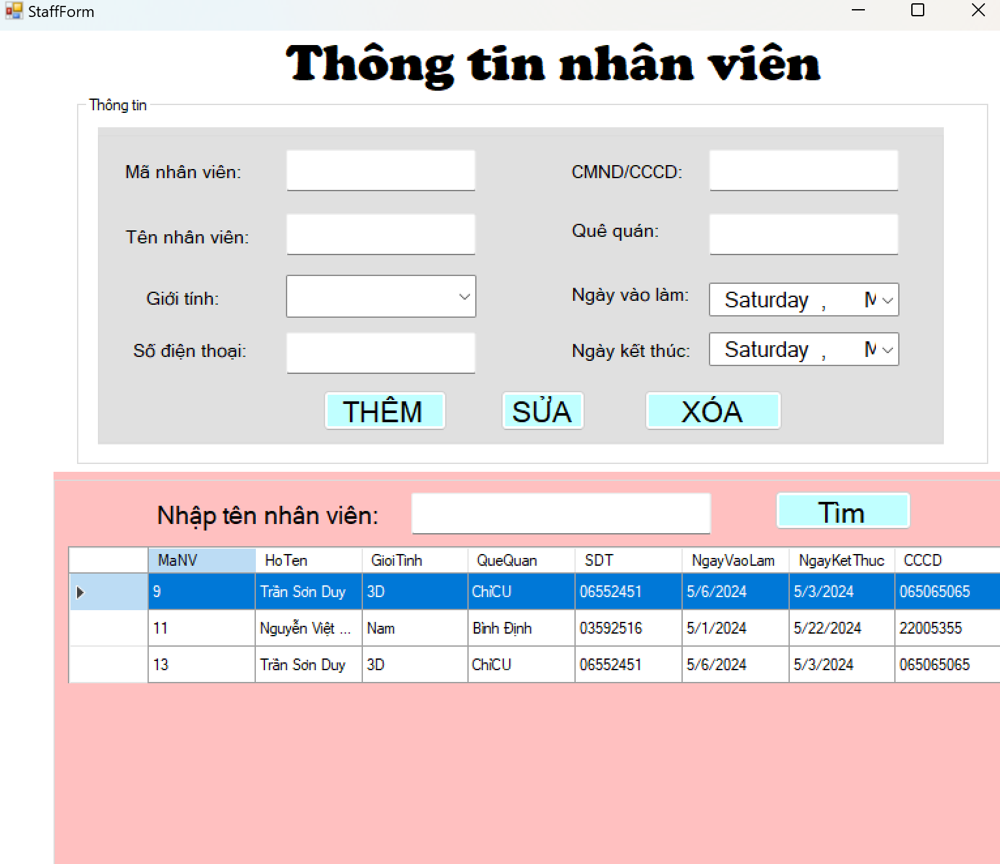 StaffForm
Thông tin nhân viên
Thông tin
Mã nhân viên:
CMND/CCCD:
Tên nhân viên:
Quê quán:
Giới tính:
Ngày vào làm: Saturday , M
Số điện thoại:
Ngày kết thúc: Saturday , M
THÊM SỬA XÓA
Nhập tên nhân viên: Tìm
MaNV HoTen GioiTinh QueQuan SDT NgayVaoLam NgayKetThuc CCCD
9 Trần Sơn Duy 3D ChỉCU 06552451 5/6/2024 5/3/2024 065065065
11 Nguyễn Việt ... Nam Bình Định 03592516 5/1/2024 5/22/2024 22005355
13 Trần Sơn Duy 3D ChỉCU 06552451 5/6/2024 5/3/2024 065065065